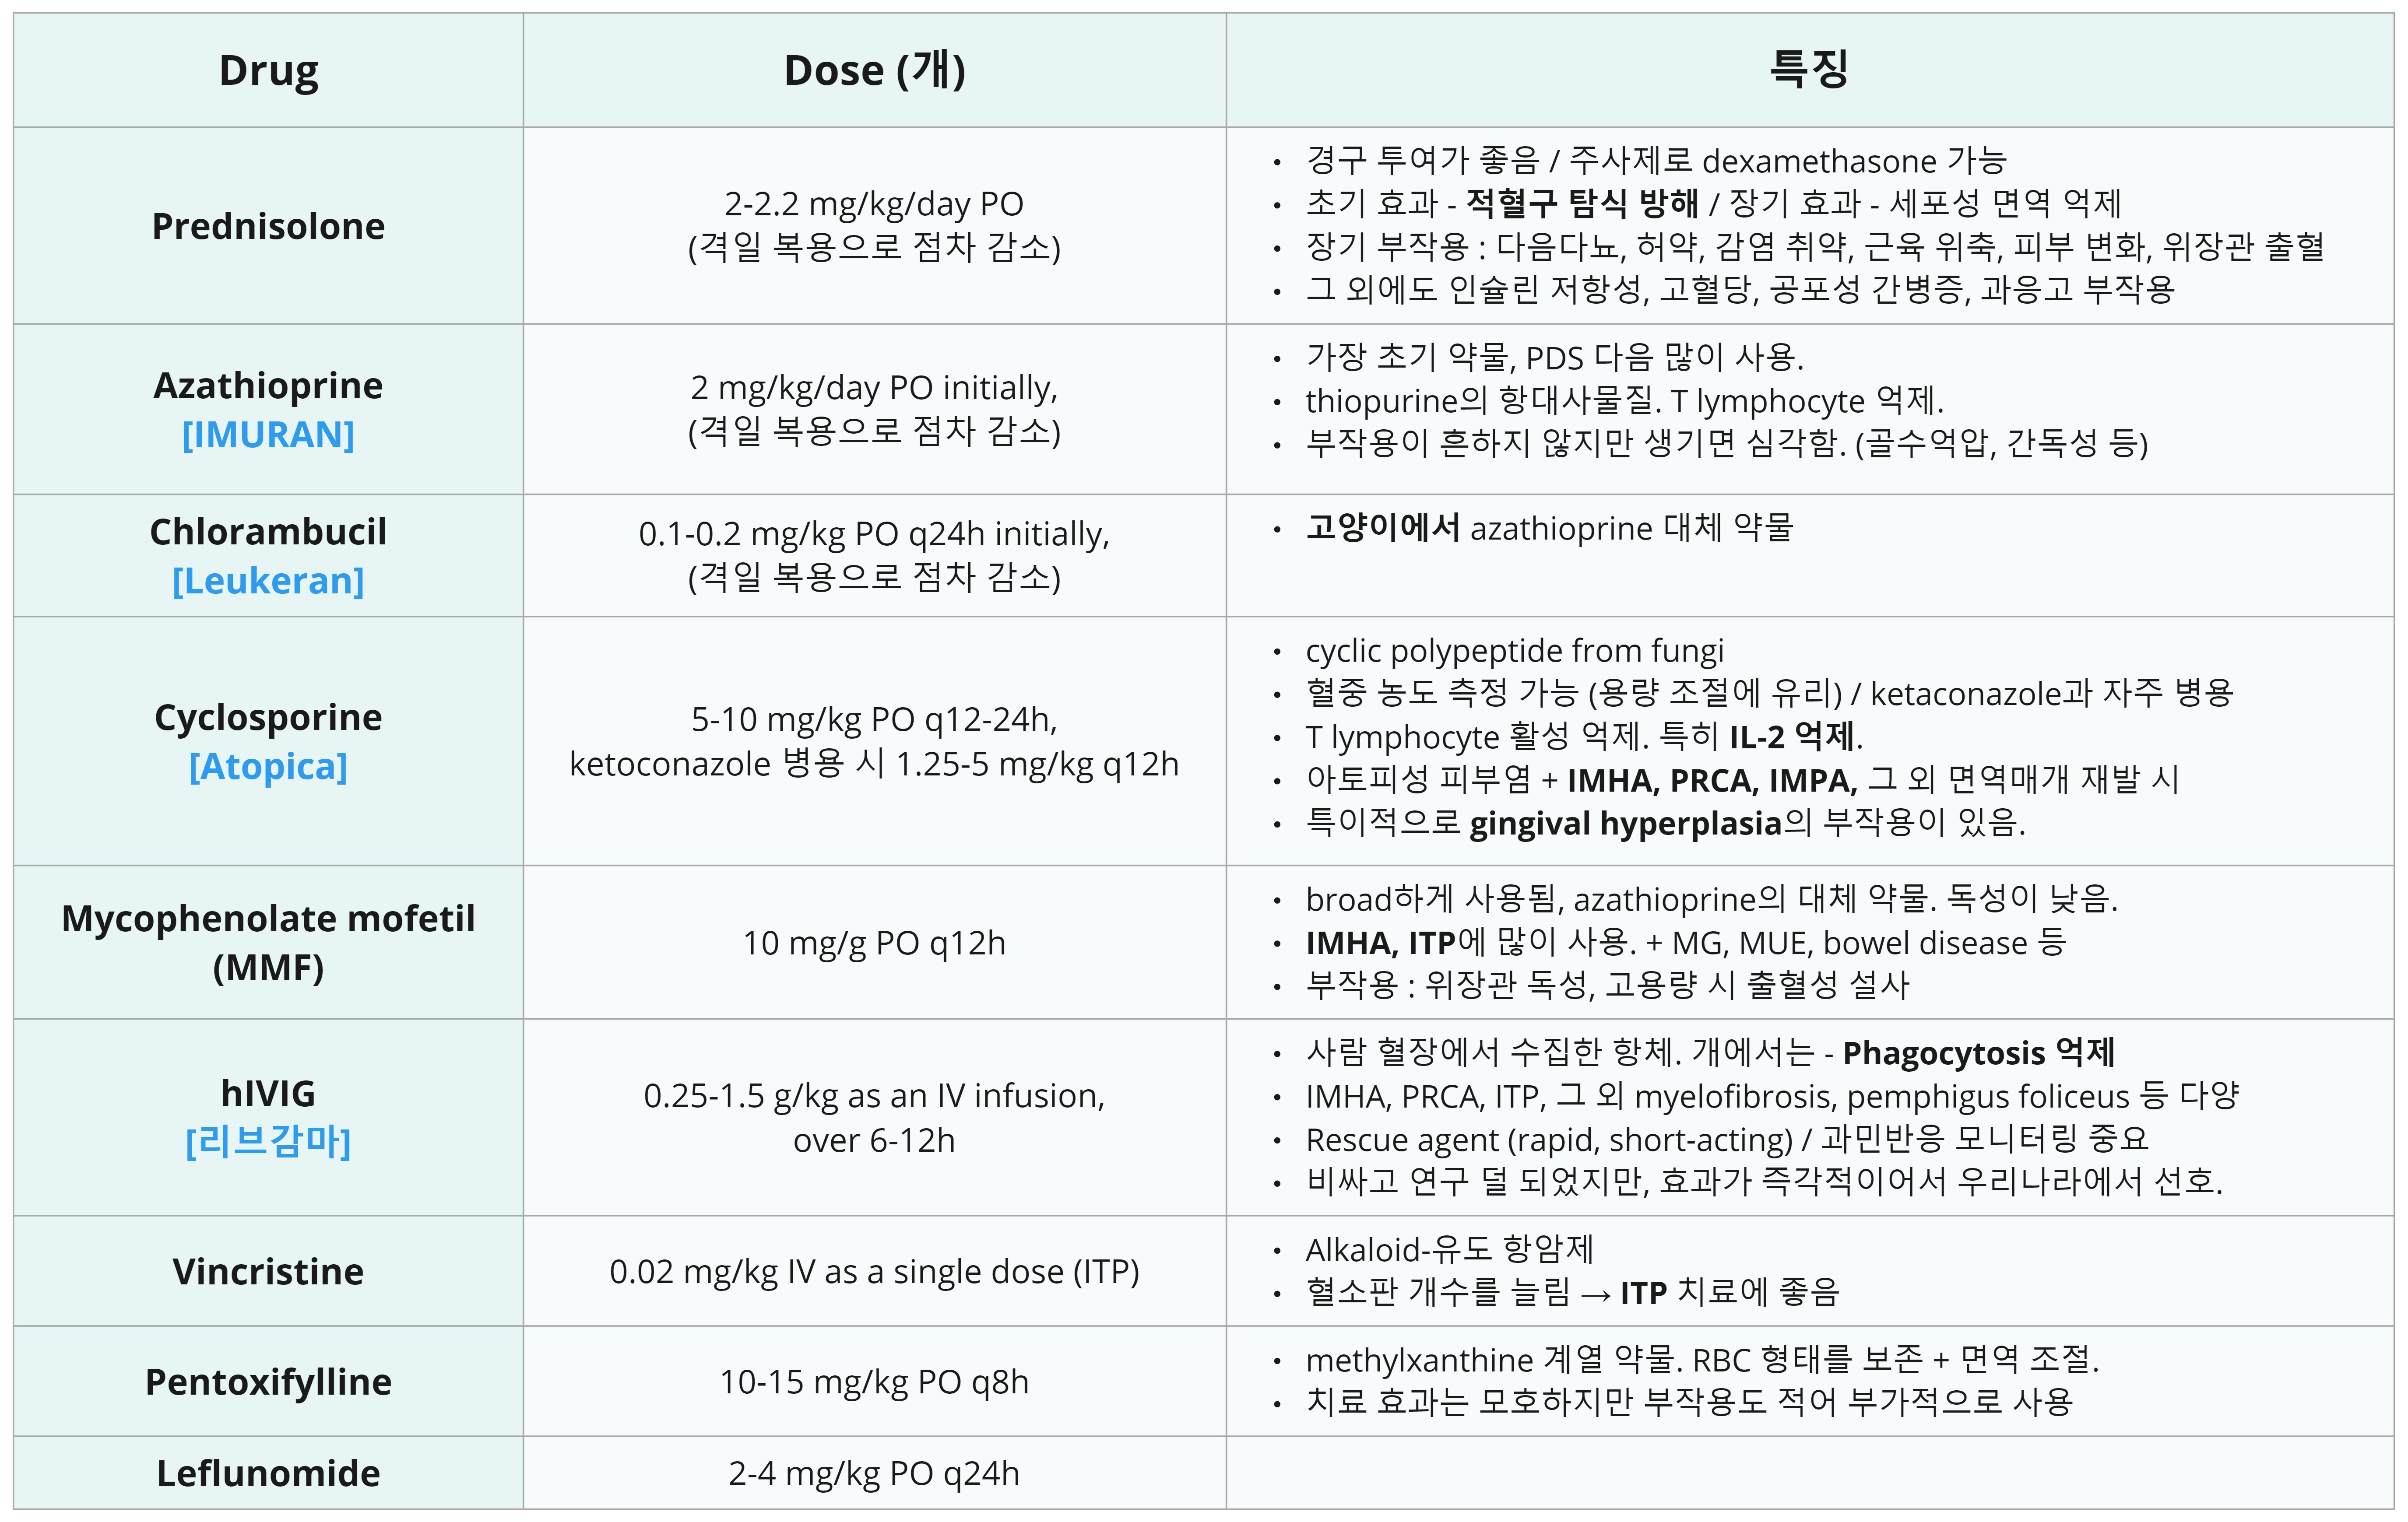 Drug
Dose (개)
특징
Prednisolone
2-2.2 mg/kg/day PO
(격일 복용으로 점차 감소)
• 경구 투여가 좋음 / 주사제로 dexamethasone 가능
• 초기 효과 - 적혈구 탐식 방해 / 장기 효과 - 세포성 면역 억제
• 장기 부작용 : 다음다뇨, 허약, 감염 취약, 근육 위축, 피부 변화, 위장관 출혈
• 그 외에도 인슐린 저항성, 고혈당, 공포성 간병증, 과응고 부작용
Azathioprine
[IMURAN]
2 mg/kg/day PO initially,
(격일 복용으로 점차 감소)
• 가장 초기 약물, PDS 다음 많이 사용.
• thiopurine의 항대사물질. T lymphocyte 억제.
• 부작용이 흔하지 않지만 생기면 심각함. (골수억압, 간독성 등)
Chlorambucil
[Leukeran]
0.1-0.2 mg/kg PO q24h initially,
(격일 복용으로 점차 감소)
• 고양이에서 azathioprine 대체 약물
Cyclosporine
[Atopica]
5-10 mg/kg PO q12-24h,
ketoconazole 병용 시 1.25-5 mg/kg q12h
• cyclic polypeptide from fungi
• 혈중 농도 측정 가능 (용량 조절에 유리) / ketaconazole과 자주 병용
• T lymphocyte 활성 억제. 특히 IL-2 억제.
• 아토피성 피부염 + IMHA, PRCA, IMPA, 그 외 면역매개 재발 시
• 특이적으로 gingival hyperplasia의 부작용이 있음.
Mycophenolate mofetil
(MMF)
10 mg/g PO q12h
• broad하게 사용됨, azathioprine의 대체 약물. 독성이 낮음.
• IMHA, ITP에 많이 사용. + MG, MUE, bowel disease 등
• 부작용 : 위장관 독성, 고용량 시 출혈성 설사
hIVIG
[리브감마]
0.25-1.5 g/kg as an IV infusion,
over 6-12h
• 사람 혈장에서 수집한 항체. 개에서는 - Phagocytosis 억제
• IMHA, PRCA, ITP, 그 외 myelofibrosis, pemphigus foliceus 등 다양
• Rescue agent (rapid, short-acting) / 과민반응 모니터링 중요
• 비싸고 연구 덜 되었지만, 효과가 즉각적이어서 우리나라에서 선호.
Vincristine
0.02 mg/kg IV as a single dose (ITP)
• Alkaloid-유도 항암제
• 혈소판 개수를 늘림 → ITP 치료에 좋음
Pentoxifylline
10-15 mg/kg PO q8h
• methylxanthine 계열 약물. RBC 형태를 보존 + 면역 조절.
• 치료 효과는 모호하지만 부작용도 적어 부가적으로 사용
Leflunomide
2-4 mg/kg PO q24h